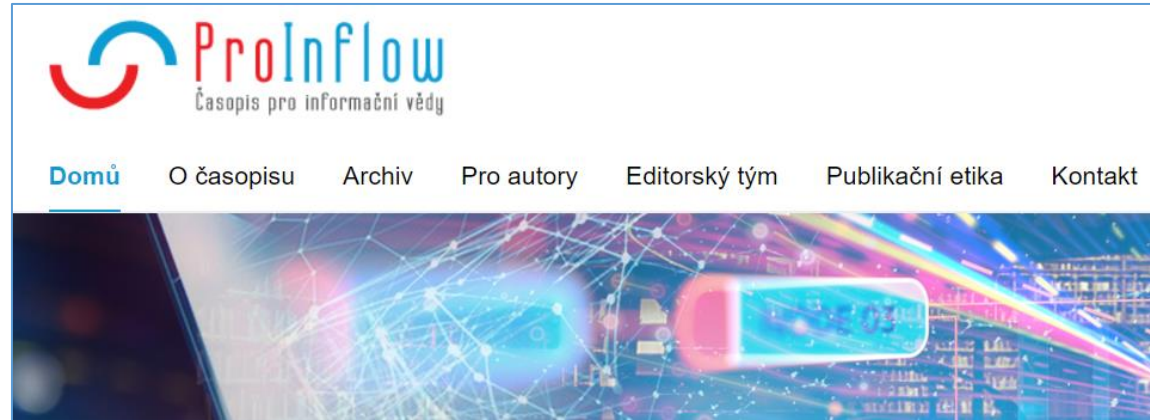 ProInflow
Časopis pro informační vědy
Domů O časopisu Archiv Pro autory Editorský tým Publikační etika Kontakt